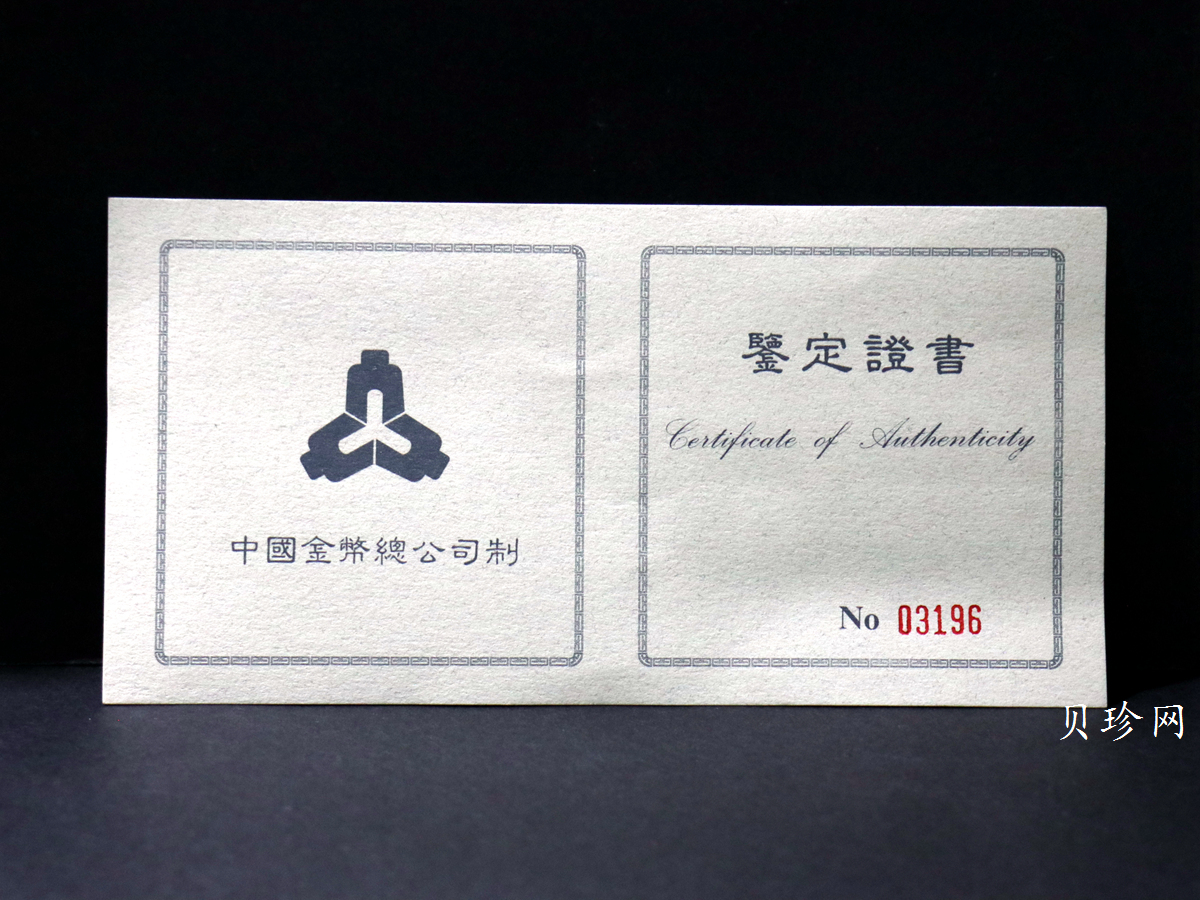 中國金幣總公司制
鑒定證書
Certificate of Authenticity
No 03196
贝珍网